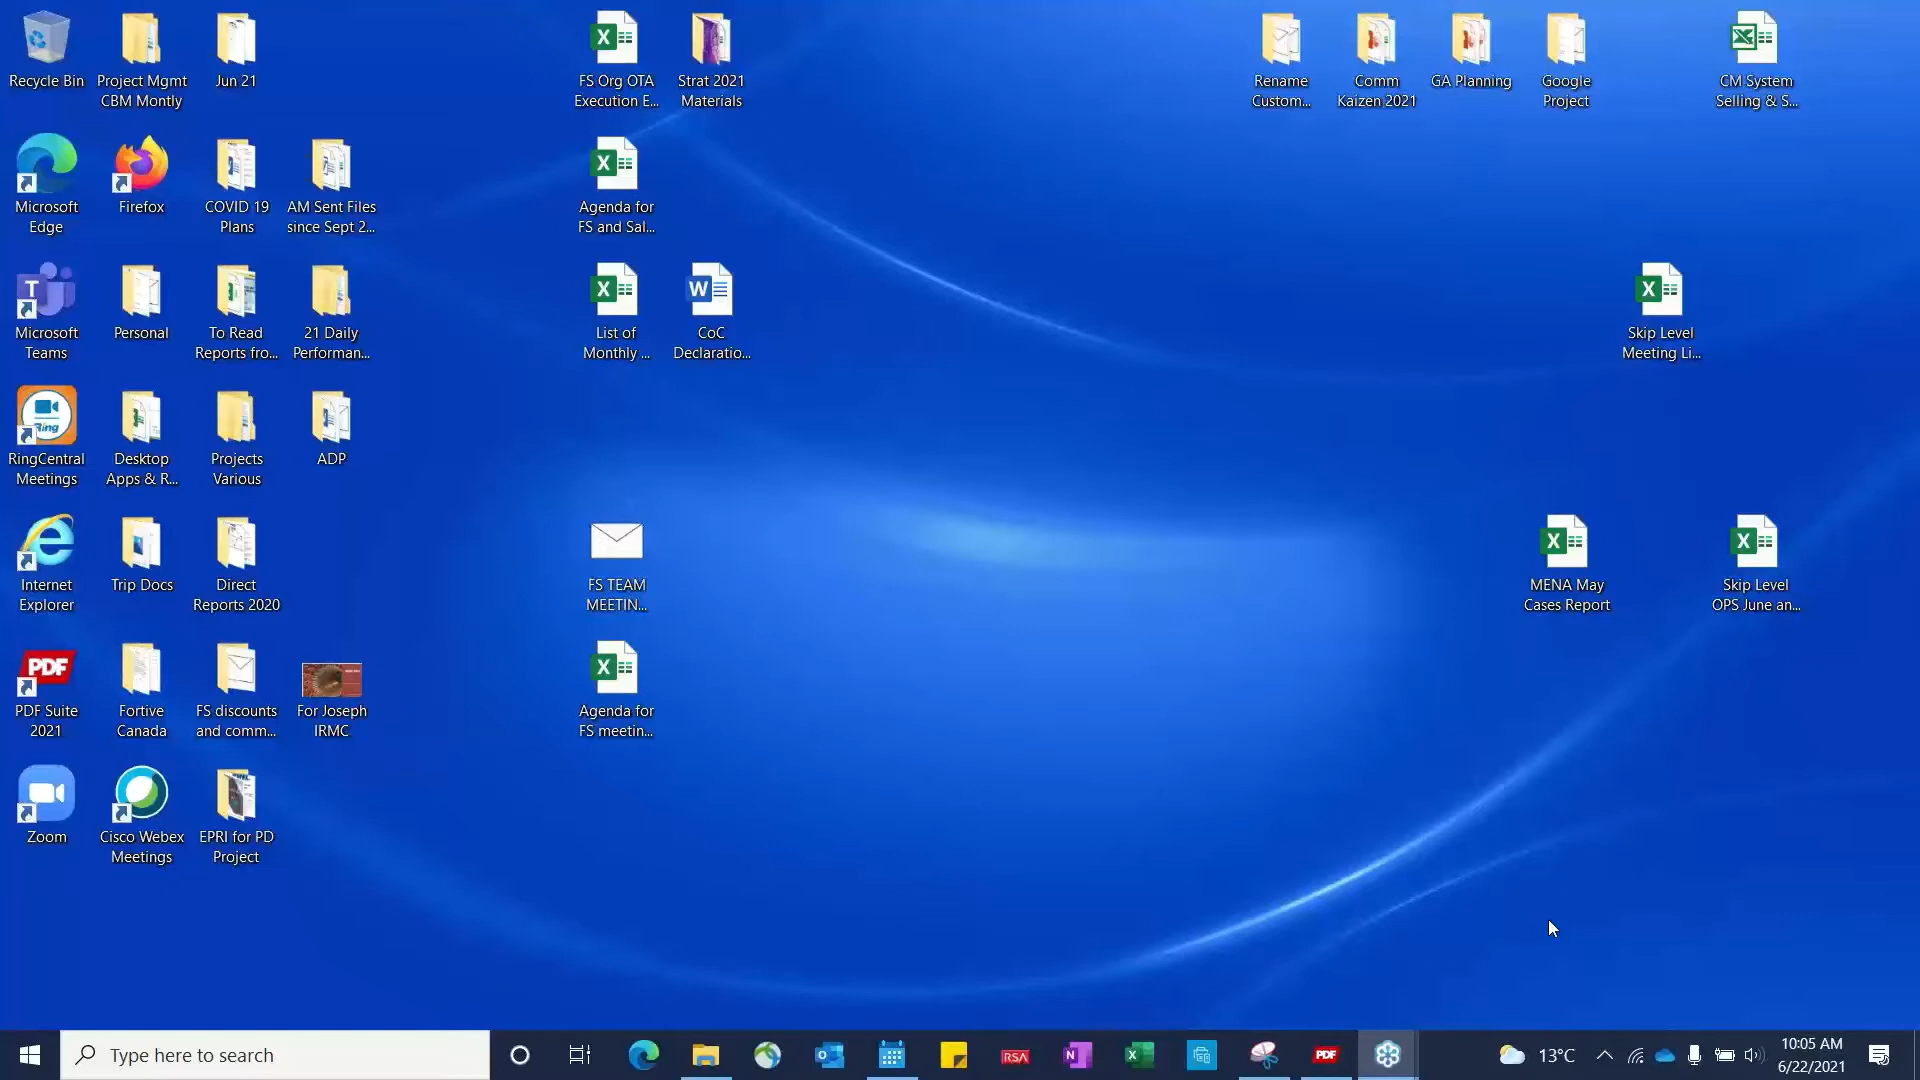 Recycle Bin
Project Mgmt
CBM Montly
Jun 21
FS Org OTA
Execution E...
Strat 2021
Materials
Rename
Custom...
Comm
Kaizen 2021
GA Planning
Google
Project
CM System
Selling & S...
Microsoft
Edge
Firefox
COVID 19
Plans
AM Sent Files
since Sept 2...
Agenda for
FS and Sal...
Microsoft
Teams
Personal
To Read
Reports fro...
21 Daily
Performan...
List of
Monthly ...
CoC
Declaratio...
Skip Level
Meeting Li...
Ring
RingCentral
Meetings
Desktop
Apps & R...
Projects
Various
ADP
Internet
Explorer
Trip Docs
Direct
Reports 2020
FS TEAM
MEETIN...
MENA May
Cases Report
Skip Level
OPS June an...
PDF
PDF Suite
2021
Fortive
Canada
FS discounts
and comm...
For Joseph
IRMC
Agenda for
FS meetin...
Zoom
Cisco Webex
Meetings
EPRI for PD
Project
Type here to search
RSA
PDF
13°C
10:05 AM
6/22/2021